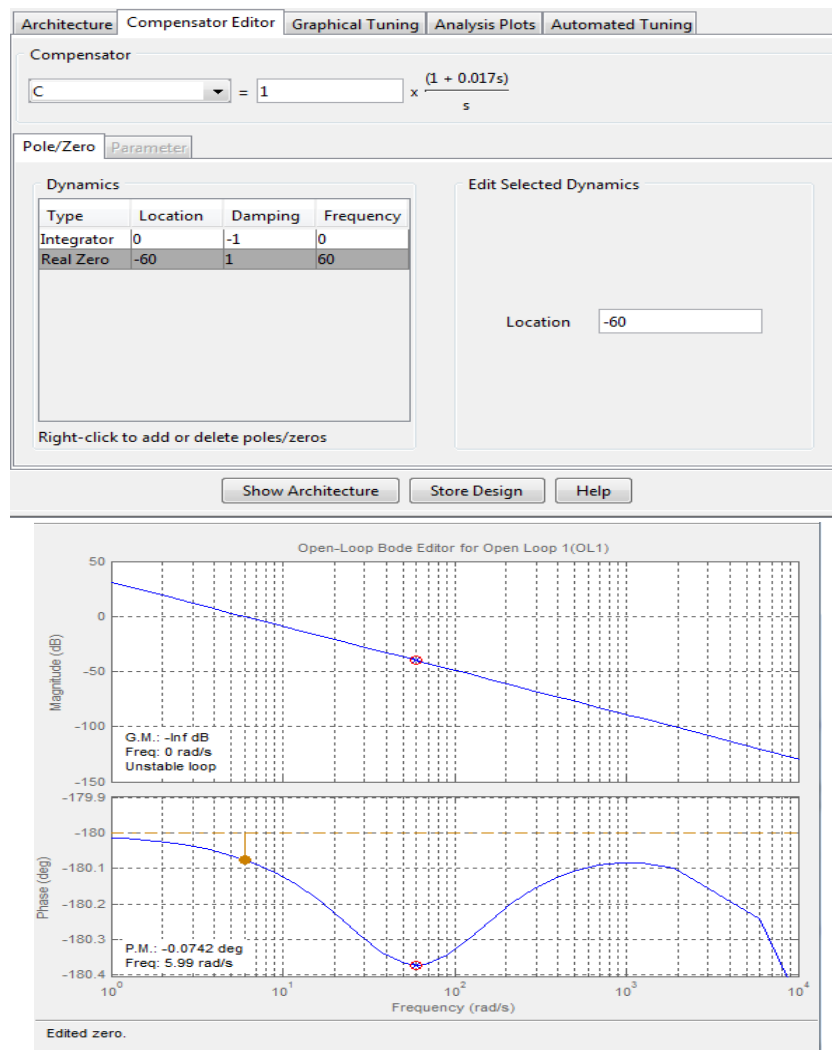 Architecture Compensator Editor Graphical Tuning Analysis Plots Automated Tuning
Compensator
C = 1 x (1 + 0.017s)
s
Pole/Zero Parameter
Dynamics
Type Location Damping Frequency
Integrator 0 -1 0
Real Zero -60 1 60
Right-click to add or delete poles/zeros
Edit Selected Dynamics
Location -60
Show Architecture Store Design Help
Open-Loop Bode Editor for Open Loop 1(OL1)
Magnitude (dB)
50
0
-50
-100
-150
G.M.: -Inf dB
Freq: 0 rad/s
Unstable loop
Phase (deg)
-179.9
-180
-180.1
-180.2
-180.3
-180.4
P.M.: -0.0742 deg
Freq: 5.99 rad/s
10^0 10^1 10^2 10^3 10^4
Frequency (rad/s)
Edited zero.